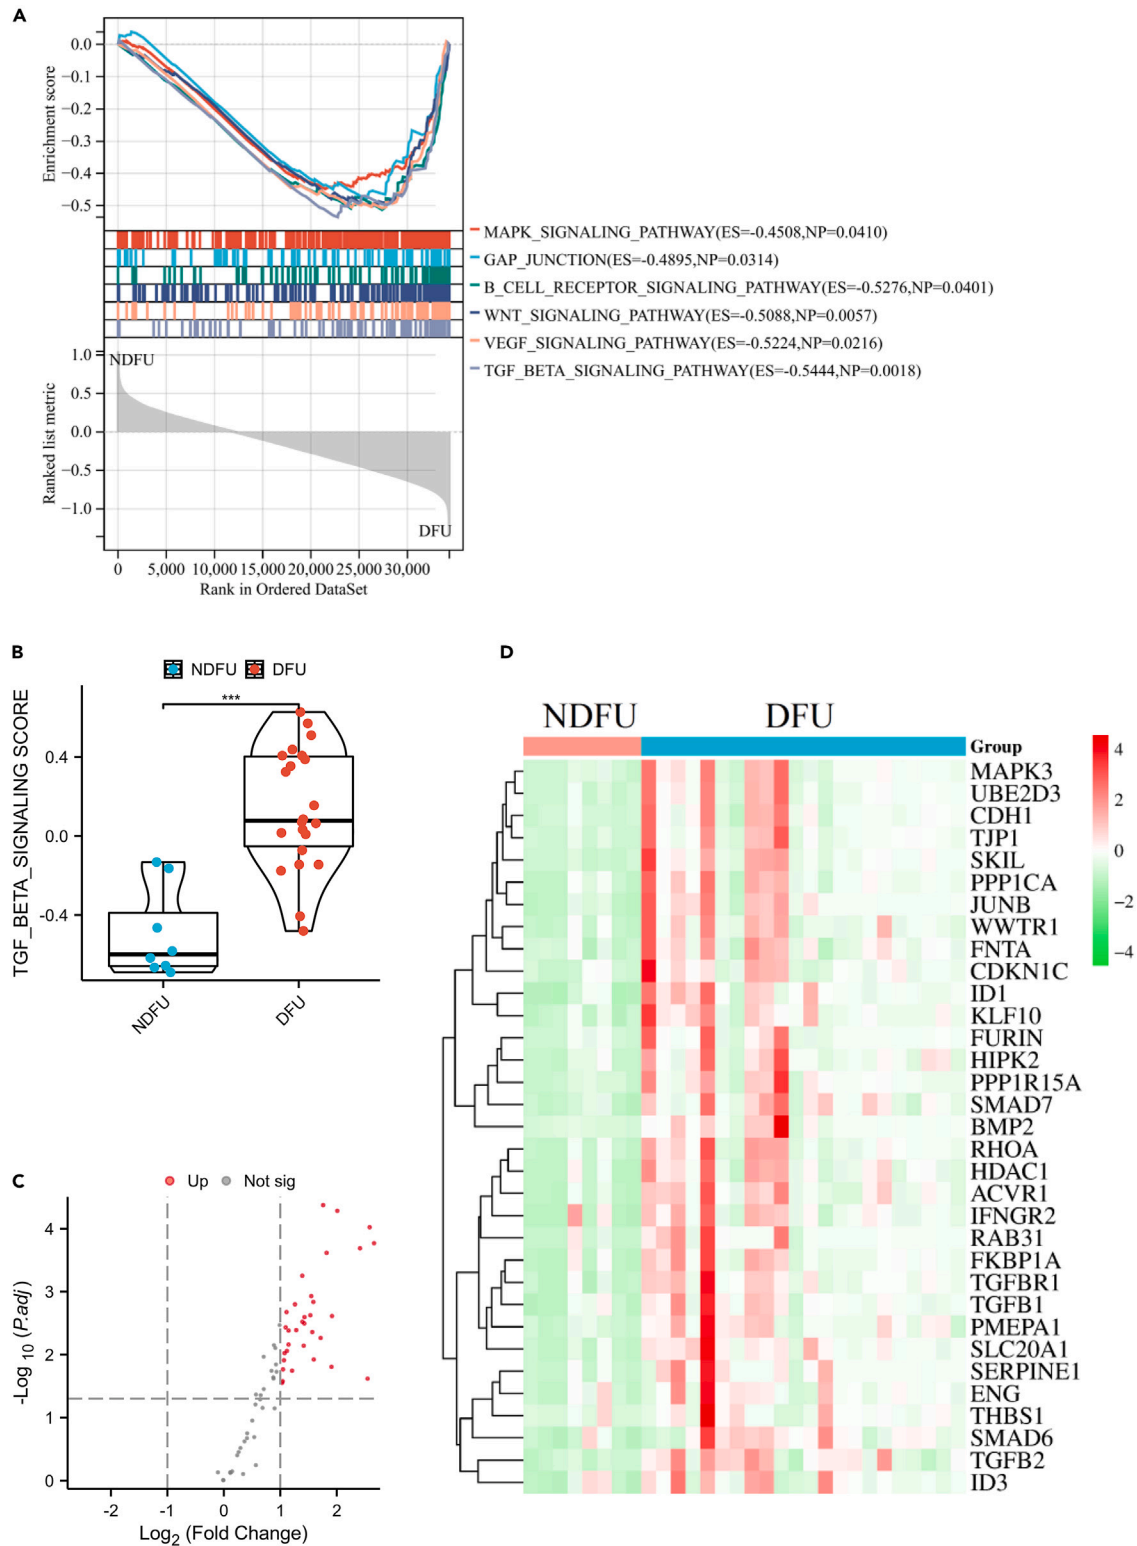 A
Enrichment score
0.0
−0.1
−0.2
−0.3
−0.4
−0.5
MAPK_SIGNALING_PATHWAY(ES=-0.4508,NP=0.0410)
GAP_JUNCTION(ES=-0.4895,NP=0.0314)
B_CELL_RECEPTOR_SIGNALING_PATHWAY(ES=-0.5276,NP=0.0401)
WNT_SIGNALING_PATHWAY(ES=-0.5088,NP=0.0057)
VEGF_SIGNALING_PATHWAY(ES=-0.5224,NP=0.0216)
TGF_BETA_SIGNALING_PATHWAY(ES=-0.5444,NP=0.0018)
Ranked list metric
1.0
0.5
0.0
−0.5
−1.0
NDFU
DFU
0 5,000 10,000 15,000 20,000 25,000 30,000
Rank in Ordered DataSet
B
NDFU DFU
***
TGF_BETA_SIGNALING SCORE
0.4
0.0
-0.4
NDFU
DFU
C
Up Not sig
-Log 10 (P.adj)
4
3
2
1
0
-2 -1 0 1 2
Log2 (Fold Change)
D
NDFU DFU
Group
MAPK3
UBE2D3
CDH1
TJP1
SKIL
PPP1CA
JUNB
WWTR1
FNTA
CDKN1C
ID1
KLF10
FURIN
HIPK2
PPP1R15A
SMAD7
BMP2
RHOA
HDAC1
ACVR1
IFNGR2
RAB31
FKBP1A
TGFBR1
TGFB1
PMEPA1
SLC20A1
SERPINE1
ENG
THBS1
SMAD6
TGFB2
ID3
4
2
0
−2
−4